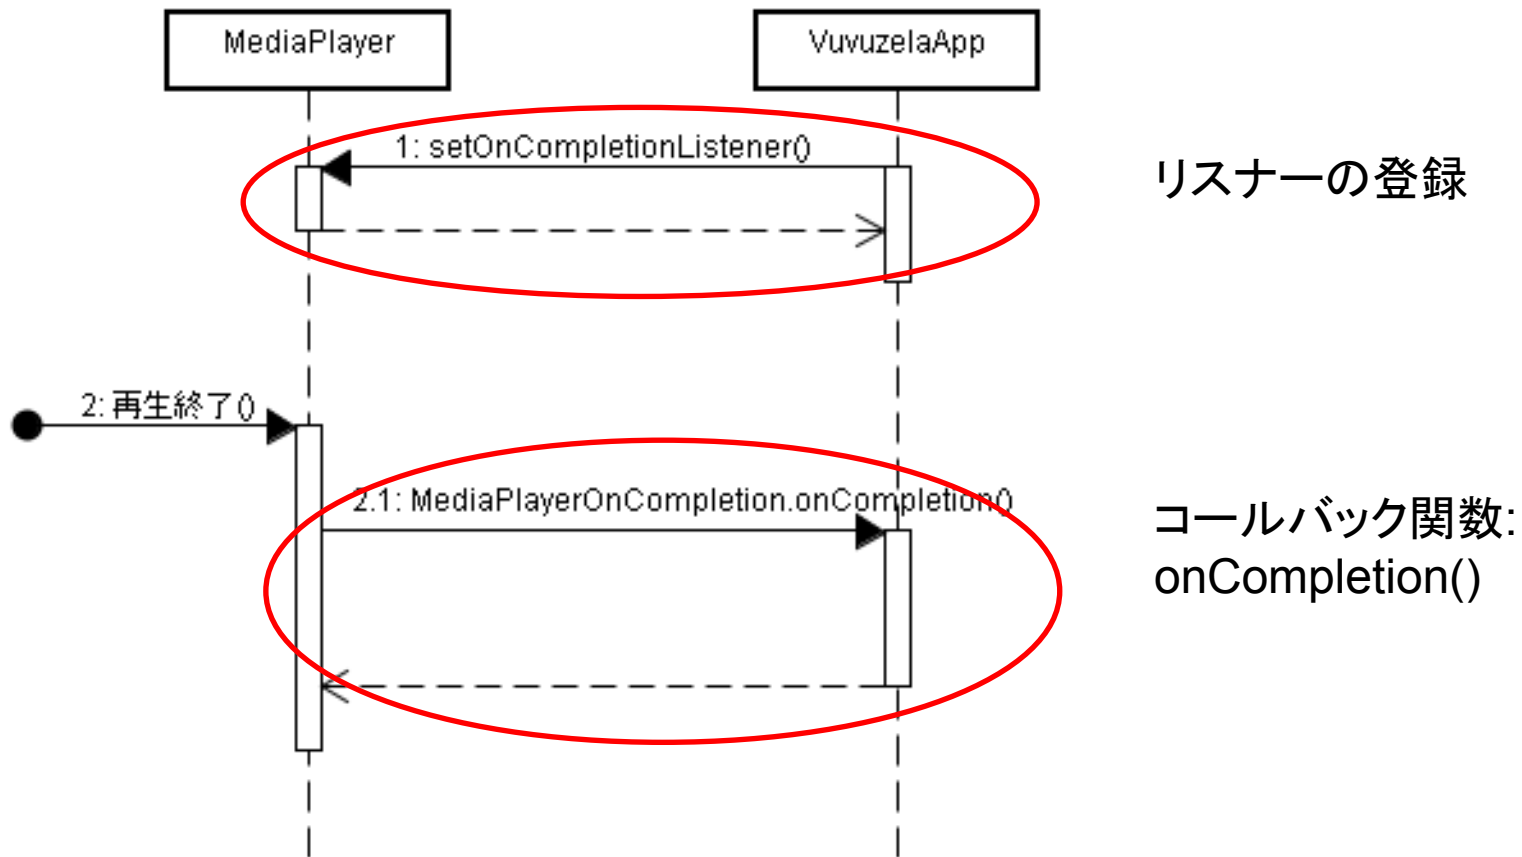 MediaPlayer
VuvuzelaApp
1: setOnCompletionListener()
リスナーの登録
2: 再生終了()
2.1: MediaPlayerOnCompletion.onCompletion()
コールバック関数:
onCompletion()